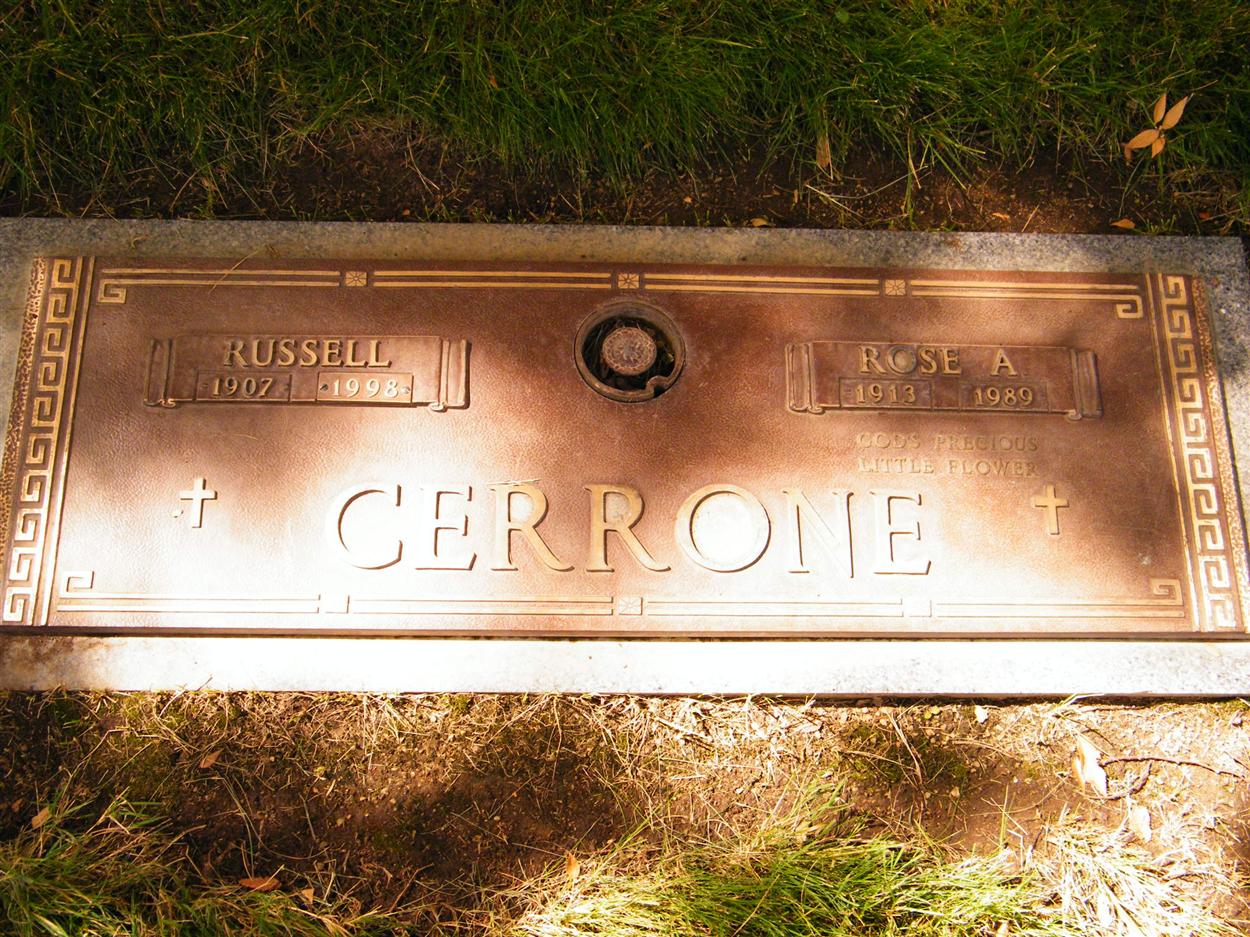 RUSSELL
1907 1998
ROSE A
1913 1989
GOD'S PRECIOUS
LITTLE FLOWER
CERRONE